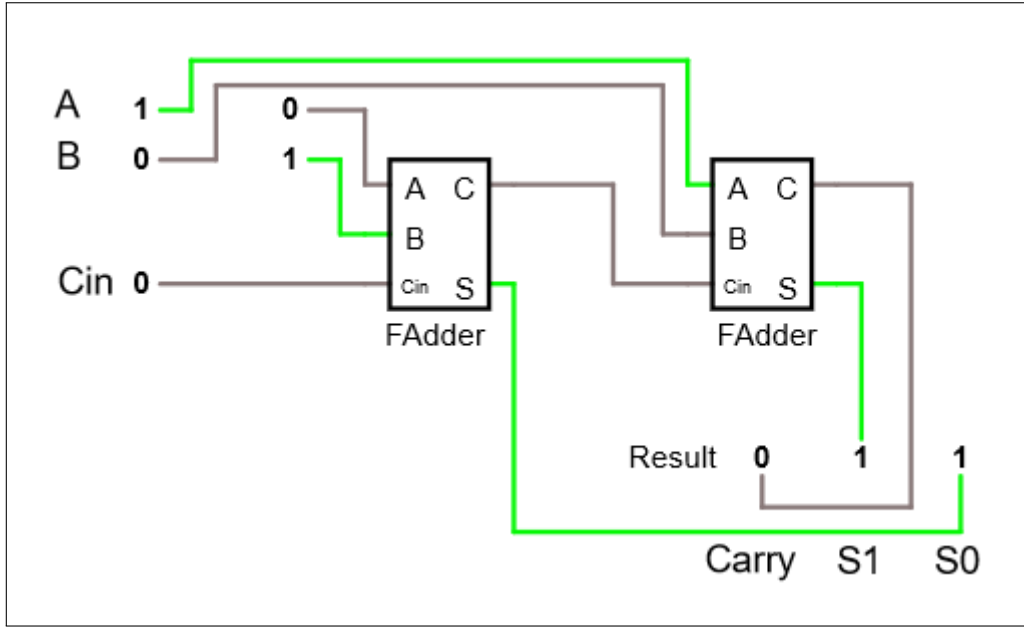 A 1 0
B 0 1
A C A C
B B
Cin 0 Cin S Cin S
FAdder FAdder
Result 0 1 1
Carry S1 S0